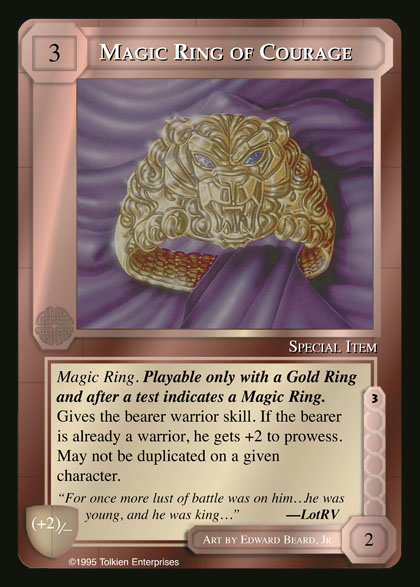 3
MAGIC RING OF COURAGE
SPECIAL ITEM
Magic Ring. Playable only with a Gold Ring
and after a test indicates a Magic Ring.
Gives the bearer warrior skill. If the bearer
is already a warrior, he gets +2 to prowess.
May not be duplicated on a given
character.
3
“For once more lust of battle was on him…he was
young, and he was king…” —LotRV
(+2)/–
ART BY EDWARD BEARD, JR
2
©1995 Tolkien Enterprises